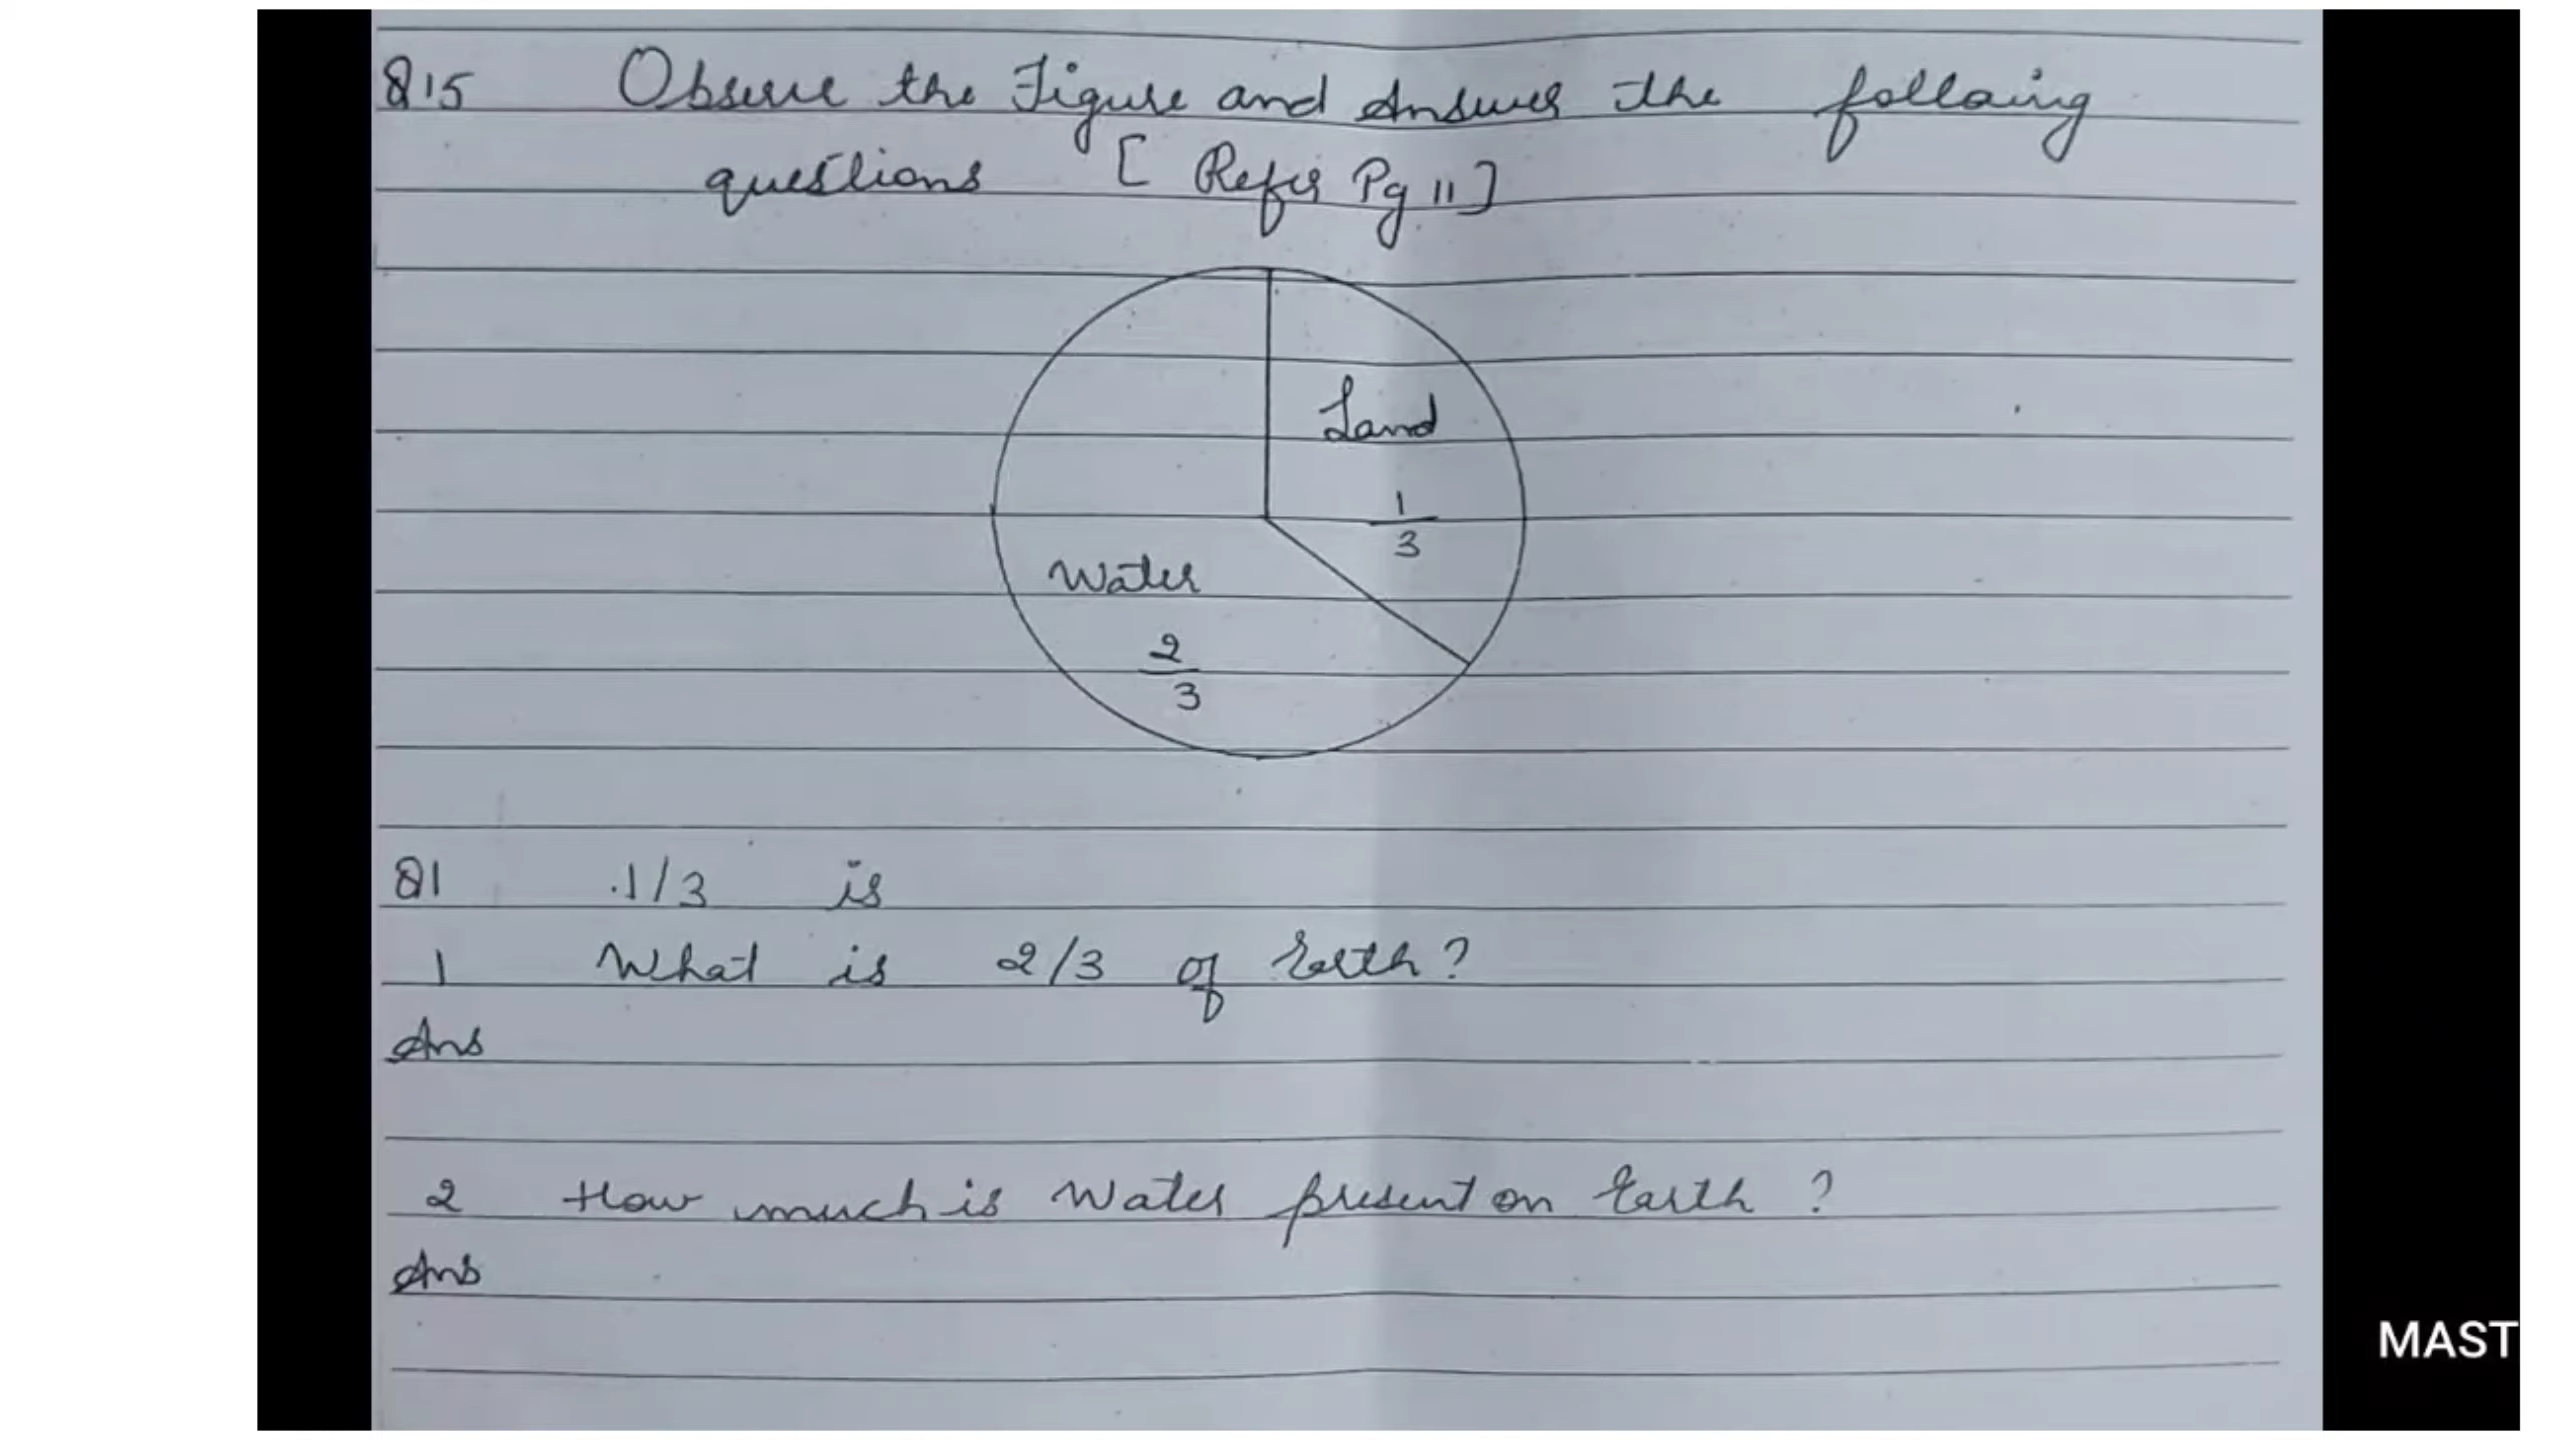 Q15 Observe the Figure and Answer the follaing
questions [Refer Pg 11]
Land
1
3
Water
2
3
Q1 1/3 is
1 What is 2/3 of Earth?
Ans
2 How much is Water present on Earth?
Ans
MAST